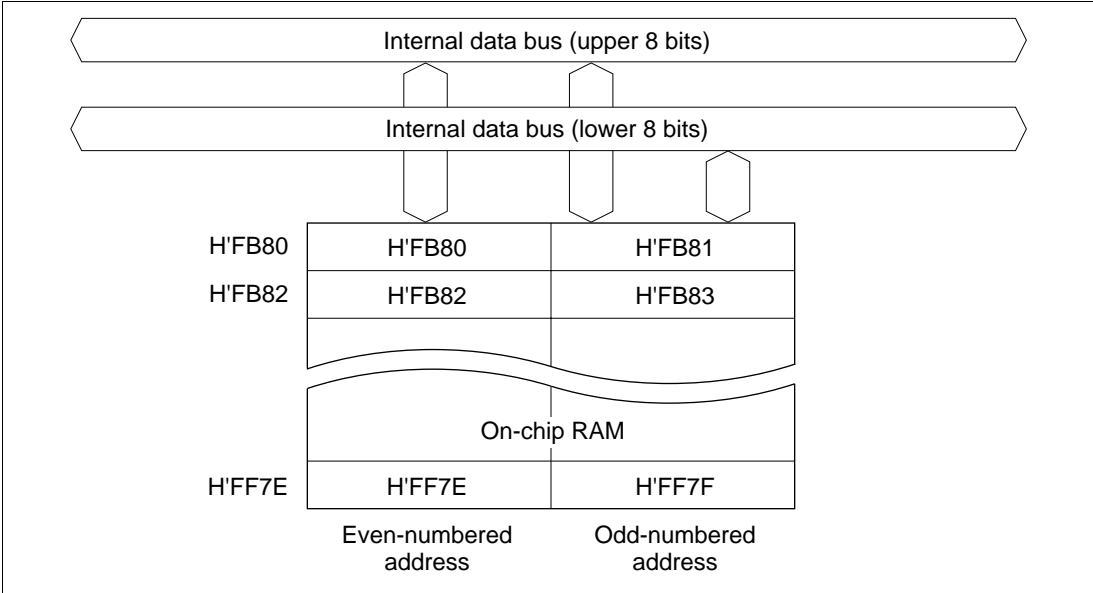 Internal data bus (upper 8 bits)
Internal data bus (lower 8 bits)
H'FB80 H'FB80 H'FB81
H'FB82 H'FB82 H'FB83
On-chip RAM
H'FF7E H'FF7E H'FF7F
Even-numbered Odd-numbered
address address